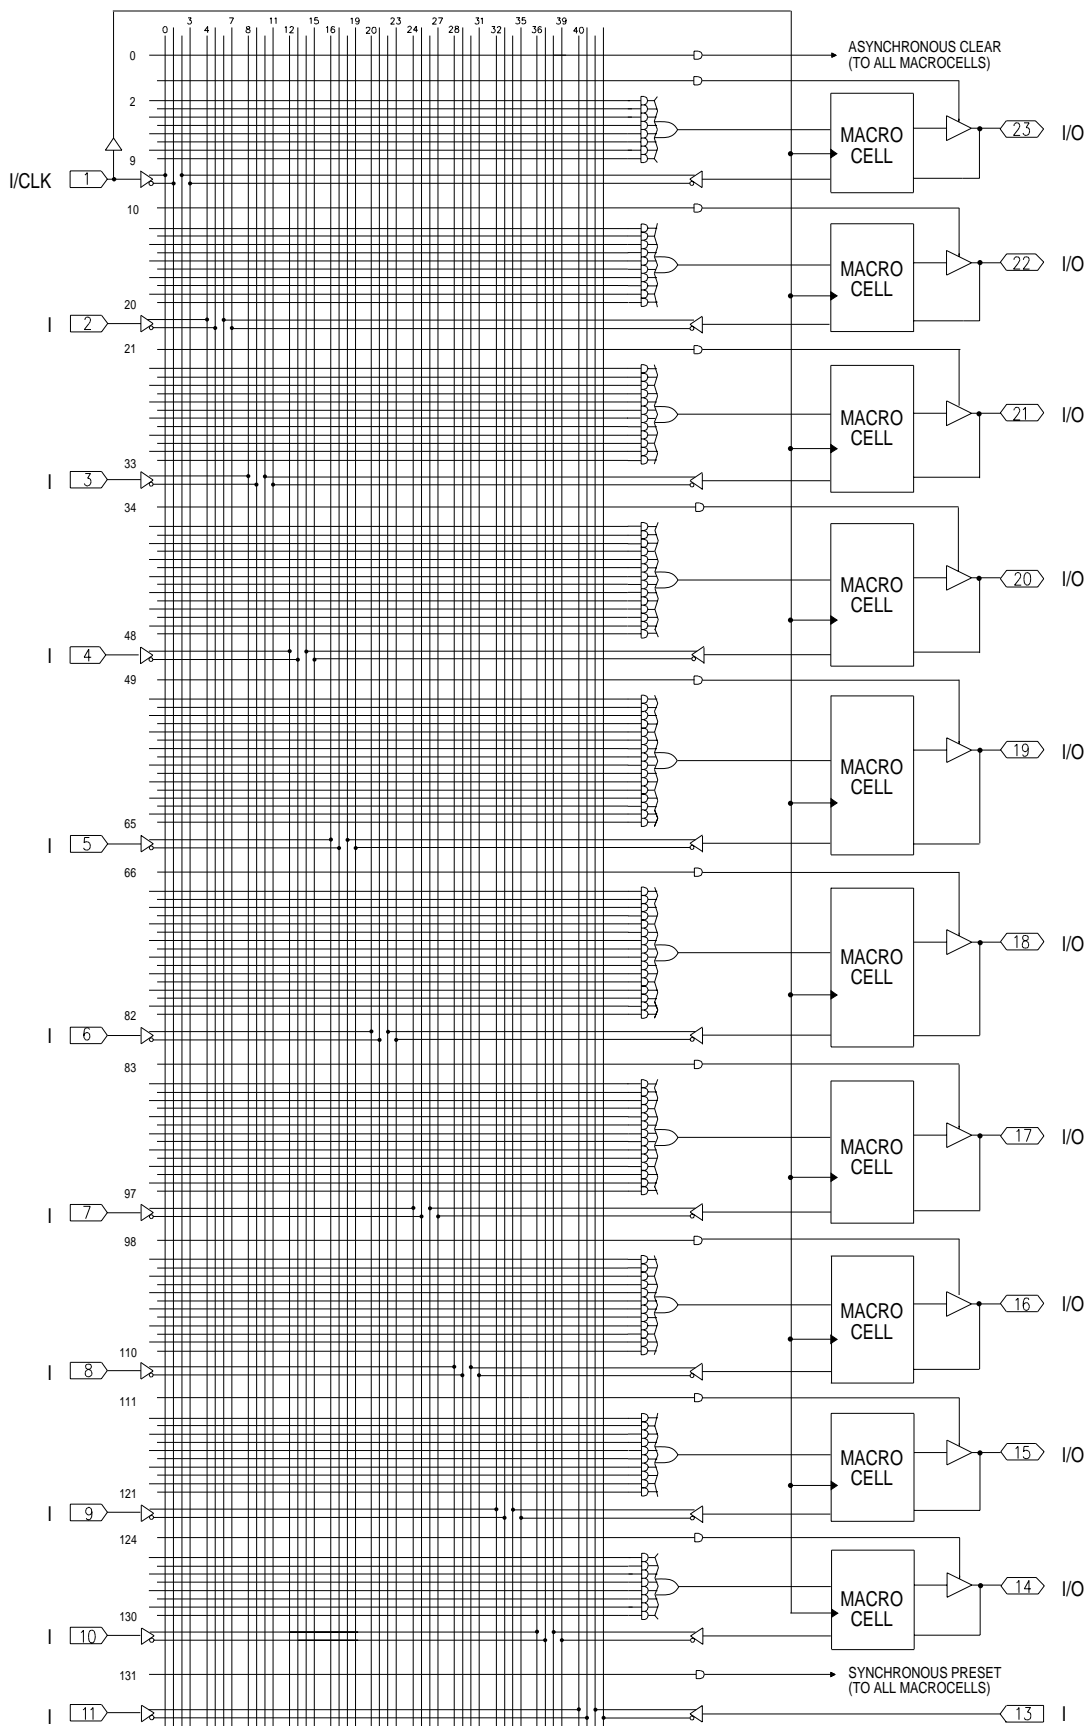 3 7 11 15 19 23 27 31 35 39
0 4 8 12 16 20 24 28 32 36 40
0
ASYNCHRONOUS CLEAR
(TO ALL MACROCELLS)
2
MACRO
CELL
23 I/O
9
I/CLK 1
10
MACRO
CELL
22 I/O
20
I 2
21
MACRO
CELL
21 I/O
33
I 3
34
MACRO
CELL
20 I/O
48
I 4
49
MACRO
CELL
19 I/O
65
I 5
66
MACRO
CELL
18 I/O
82
I 6
83
MACRO
CELL
17 I/O
97
I 7
98
MACRO
CELL
16 I/O
110
I 8
111
MACRO
CELL
15 I/O
121
I 9
124
MACRO
CELL
14 I/O
130
I 10
131
SYNCHRONOUS PRESET
(TO ALL MACROCELLS)
I 11
13 I